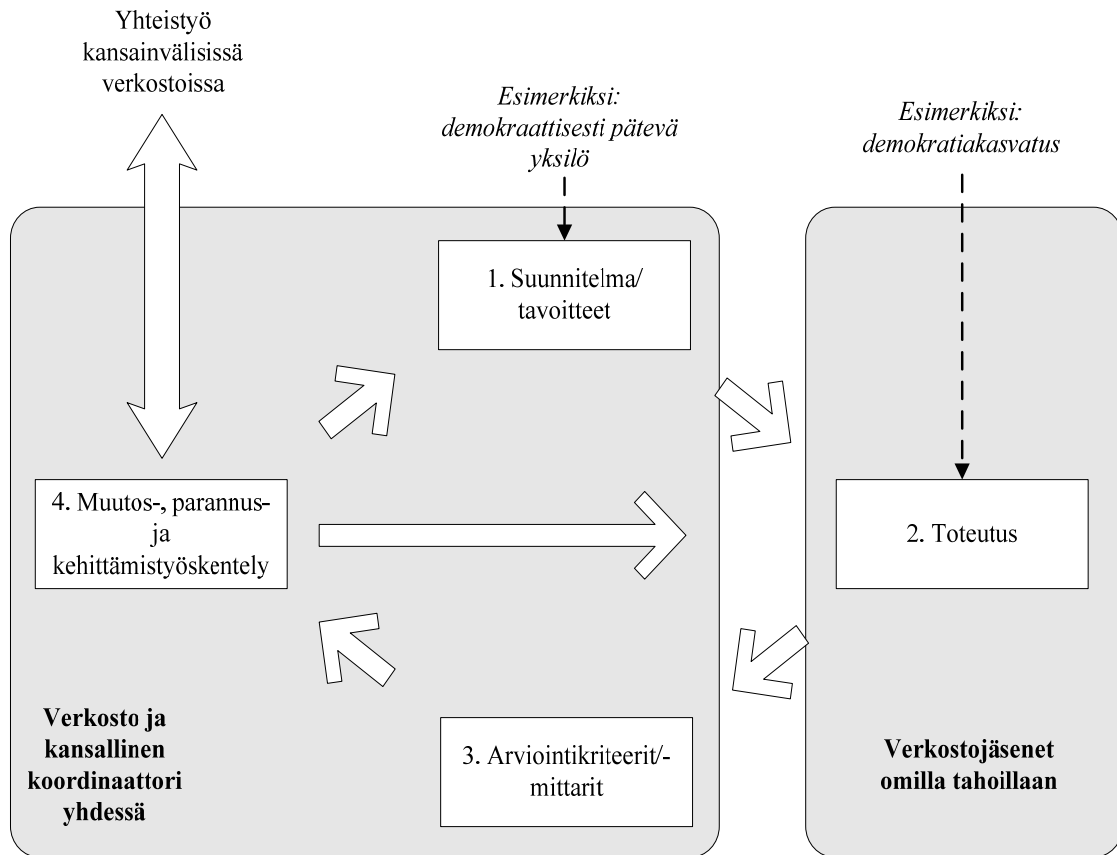 Yhteistyö
kansainvälisissä
verkostoissa
Esimerkiksi:
demokraattisesti pätevä
yksilö
Esimerkiksi:
demokratiakasvatus
1. Suunnitelma/
tavoitteet
4. Muutos-, parannus-
ja
kehittämistyöskentely
2. Toteutus
Verkosto ja
kansallinen
koordinaattori
yhdessä
3. Arviointikriteerit/-
mittarit
Verkostojäsenet
omilla tahoillaan